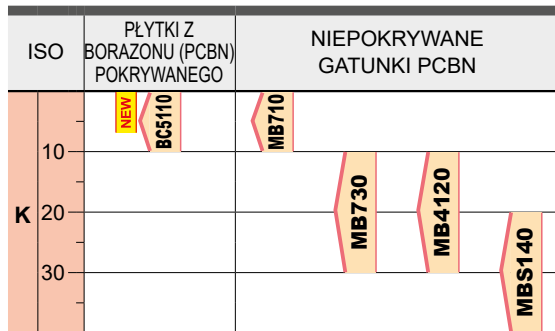 ISO
PŁYTKI Z
BORAZONU (PCBN)
POKRYWANEGO
NIEPOKRYWANE
GATUNKI PCBN
K
10
20
30
NEW
BC5110
MB710
MB730
MB4120
MBS140